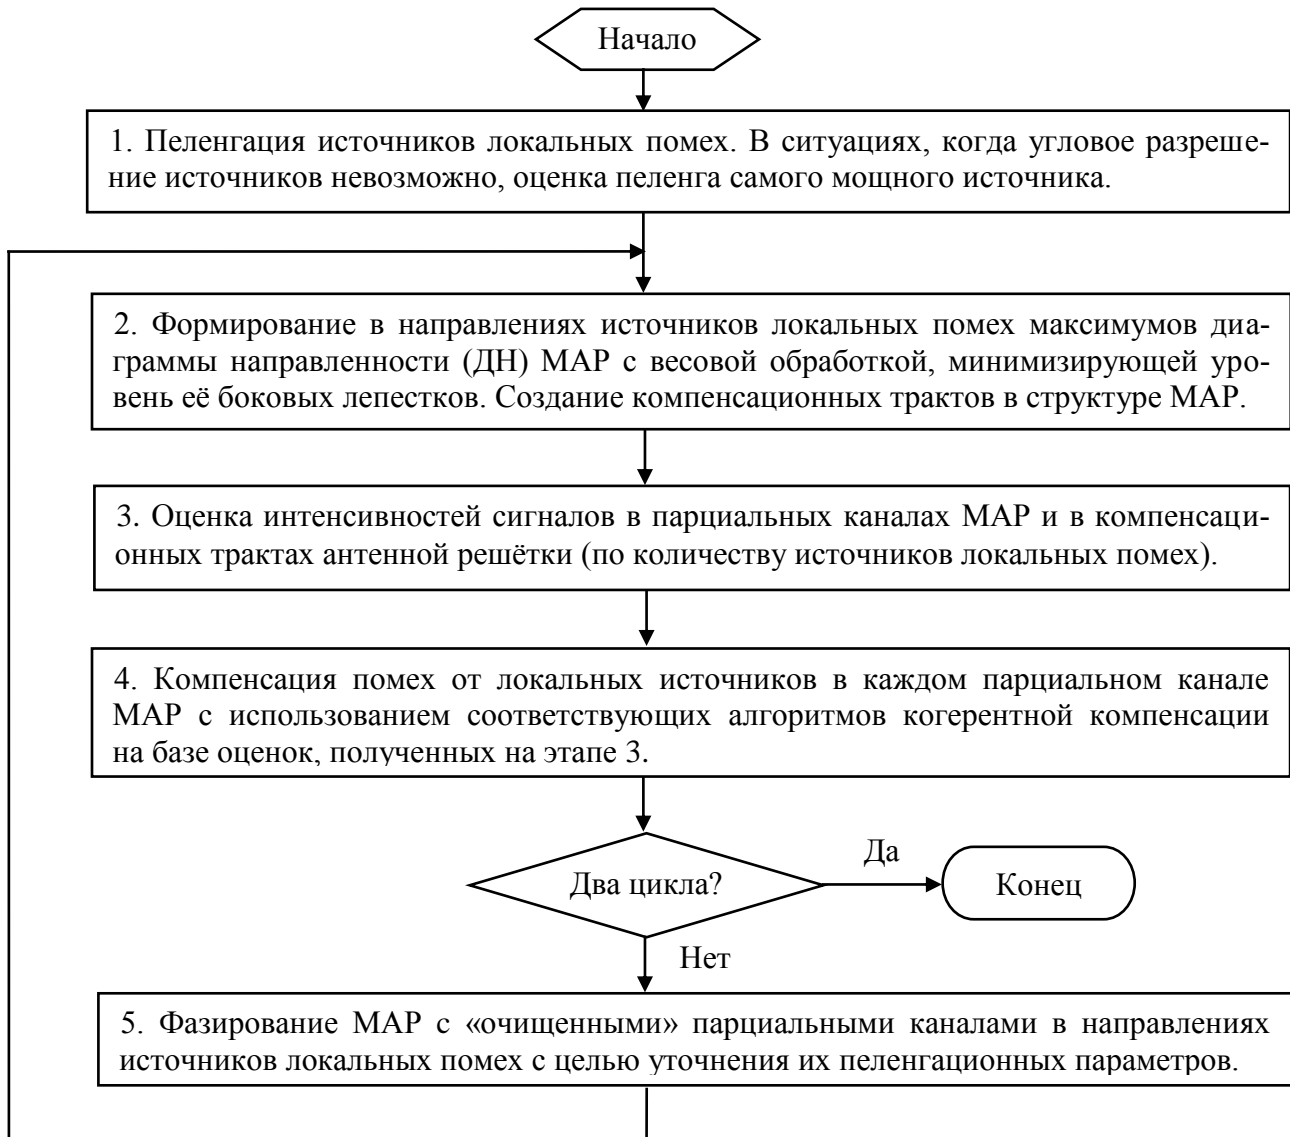 Начало
1. Пеленгация источников локальных помех. В ситуациях, когда угловое разреше-
ние источников невозможно, оценка пеленга самого мощного источника.
2. Формирование в направлениях источников локальных помех максимумов диа-
граммы направленности (ДН) МАР с весовой обработкой, минимизирующей уро-
вень её боковых лепестков. Создание компенсационных трактов в структуре МАР.
3. Оценка интенсивностей сигналов в парциальных каналах МАР и в компенсаци-
онных трактах антенной решётки (по количеству источников локальных помех).
4. Компенсация помех от локальных источников в каждом парциальном канале
МАР с использованием соответствующих алгоритмов когерентной компенсации
на базе оценок, полученных на этапе 3.
Да
Два цикла?
Конец
Нет
5. Фазирование МАР с «очищенными» парциальными каналами в направлениях
источников локальных помех с целью уточнения их пеленгационных параметров.